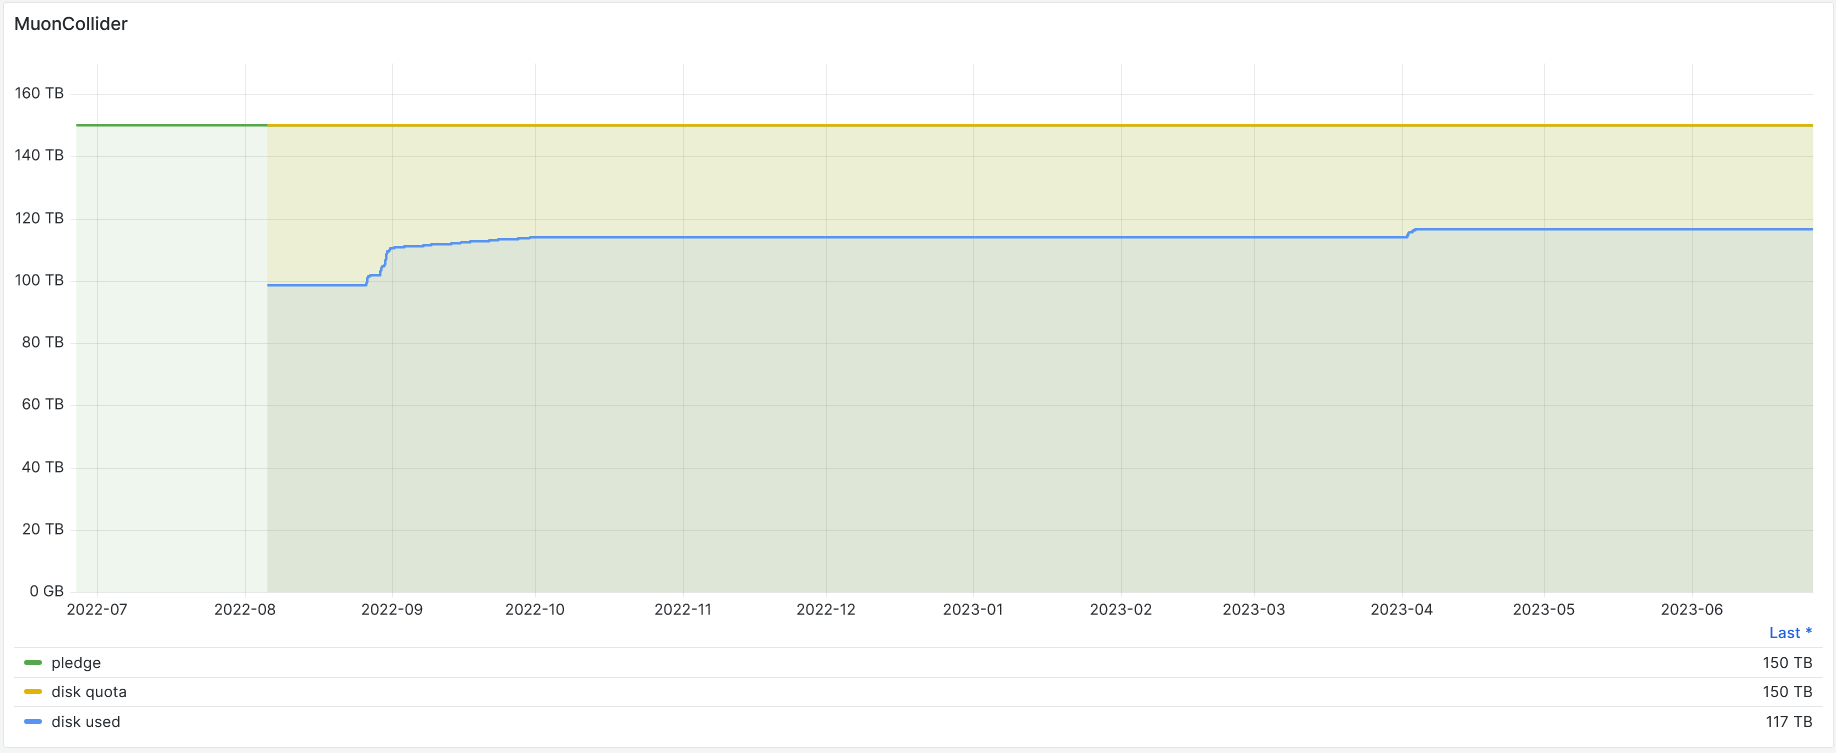 MuonCollider
160 TB
140 TB
120 TB
100 TB
80 TB
60 TB
40 TB
20 TB
0 GB
2022-07 2022-08 2022-09 2022-10 2022-11 2022-12 2023-01 2023-02 2023-03 2023-04 2023-05 2023-06
Last *
pledge 150 TB
disk quota 150 TB
disk used 117 TB